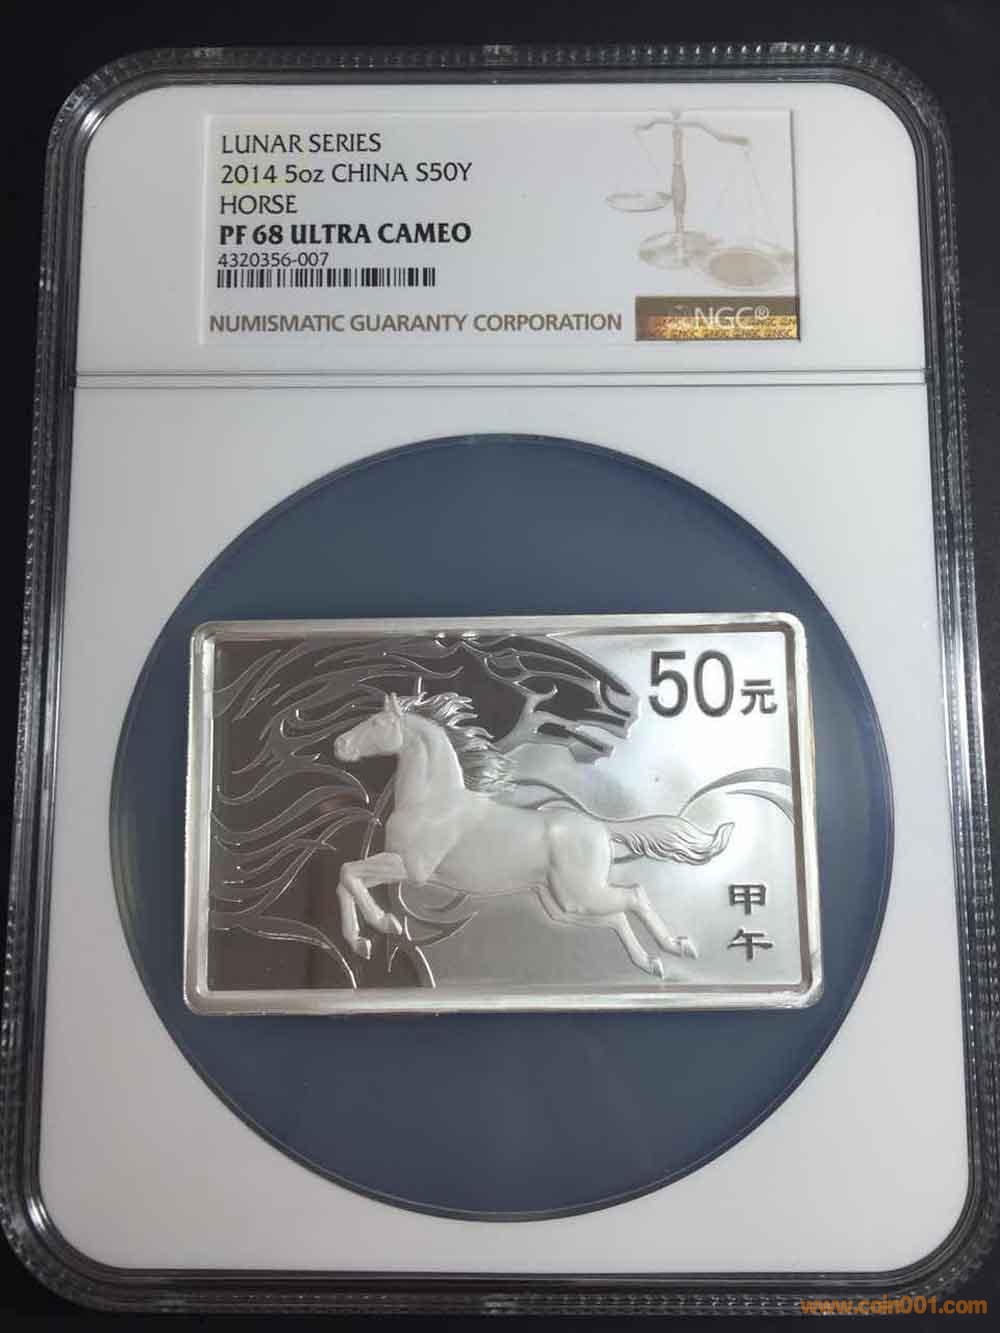 LUNAR SERIES
2014 5oz CHINA S50Y
HORSE
PF 68 ULTRA CAMEO
4320356-007
NUMISMATIC GUARANTY CORPORATION
NGC®
50元
甲
午
www.coin001.com